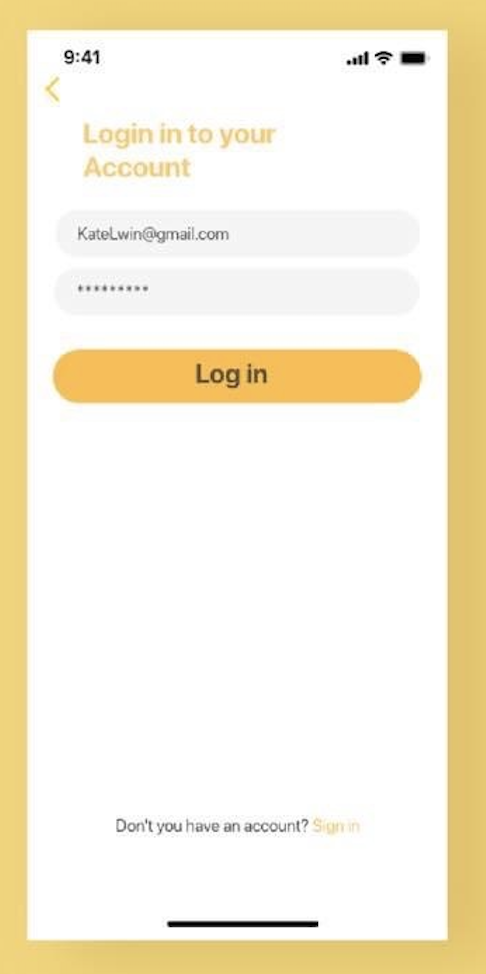 9:41
Login in to your
Account
KateLwin@gmail.com
*********
Log in
Don't you have an account? Sign in